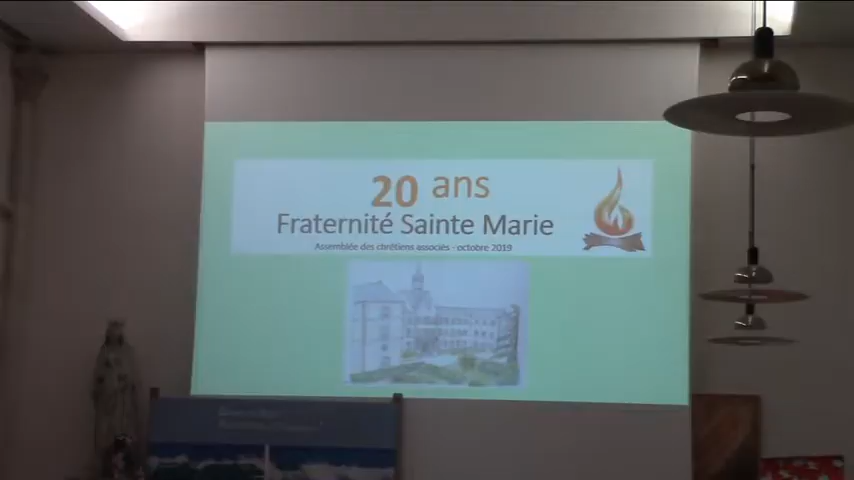 20 ans
Fraternité Sainte Marie
Assemblée des chrétiens associés - octobre 2019